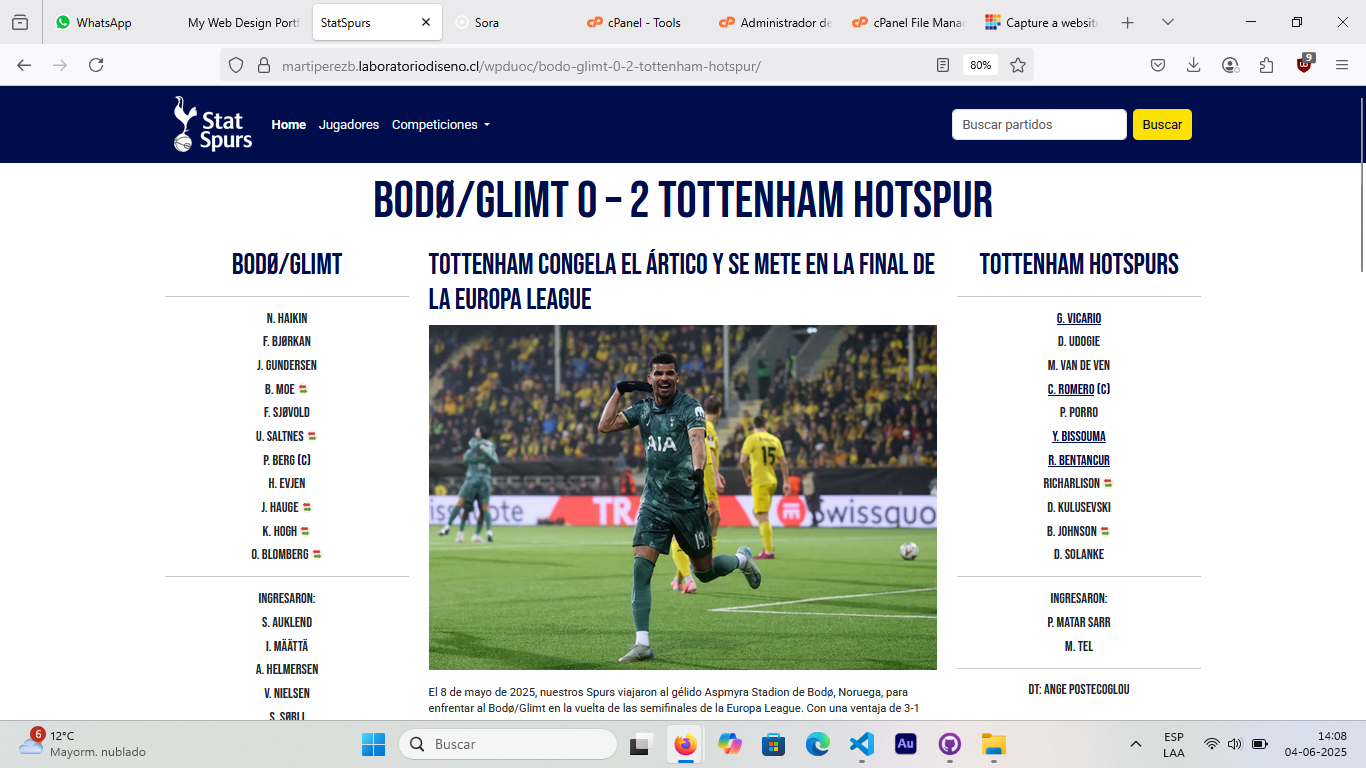 WhatsApp
My Web Design Portf
StatSpurs
Sora
cPanel - Tools
Administrador de
cPanel File Mana
Capture a websit
martiperezb.laboratoriodiseno.cl/wpduoc/bodo-glimt-0-2-tottenham-hotspur/
80%
9
Stat
Spurs
Home
Jugadores
Competiciones
Buscar partidos
Buscar
BODØ/GLIMT 0 – 2 TOTTENHAM HOTSPUR
BODØ/GLIMT
N. HAIKIN
F. BJØRKAN
J. GUNDERSEN
B. MOE
F. SJØVOLD
U. SALTNES
P. BERG (C)
H. EVJEN
J. HAUGE
K. HOGH
O. BLOMBERG
INGRESARON:
S. AUKLEND
I. MÄÄTTÄ
A. HELMERSEN
V. NIELSEN
S. SØRLI
TOTTENHAM CONGELA EL ÁRTICO Y SE METE EN LA FINAL DE
LA EUROPA LEAGUE
15
AIA
19
TR
swissquo
El 8 de mayo de 2025, nuestros Spurs viajaron al gélido Aspmyra Stadion de Bodø, Noruega, para
enfrentar al Bodø/Glimt en la vuelta de las semifinales de la Europa League. Con una ventaja de 3-1
TOTTENHAM HOTSPURS
G. VICARIO
D. UDOGIE
M. VAN DE VEN
C. ROMERO (C)
P. PORRO
Y. BISSOUMA
R. BENTANCUR
RICHARLISON
D. KULUSEVSKI
B. JOHNSON
D. SOLANKE
INGRESARON:
P. MATAR SARR
M. TEL
DT: ANGE POSTECOGLOU
6
12°C
Mayorm. nublado
Buscar
Au
ESP
LAA
14:08
04-06-2025